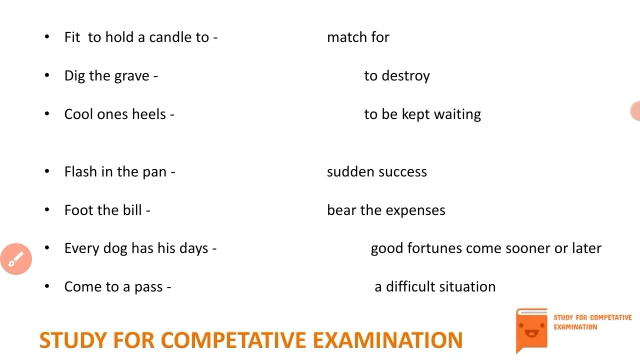 • Fit to hold a candle to - match for
• Dig the grave - to destroy
• Cool ones heels - to be kept waiting
• Flash in the pan - sudden success
• Foot the bill - bear the expenses
• Every dog has his days - good fortunes come sooner or later
• Come to a pass - a difficult situation
STUDY FOR COMPETATIVE EXAMINATION
STUDY FOR COMPETATIVE
EXAMINATION